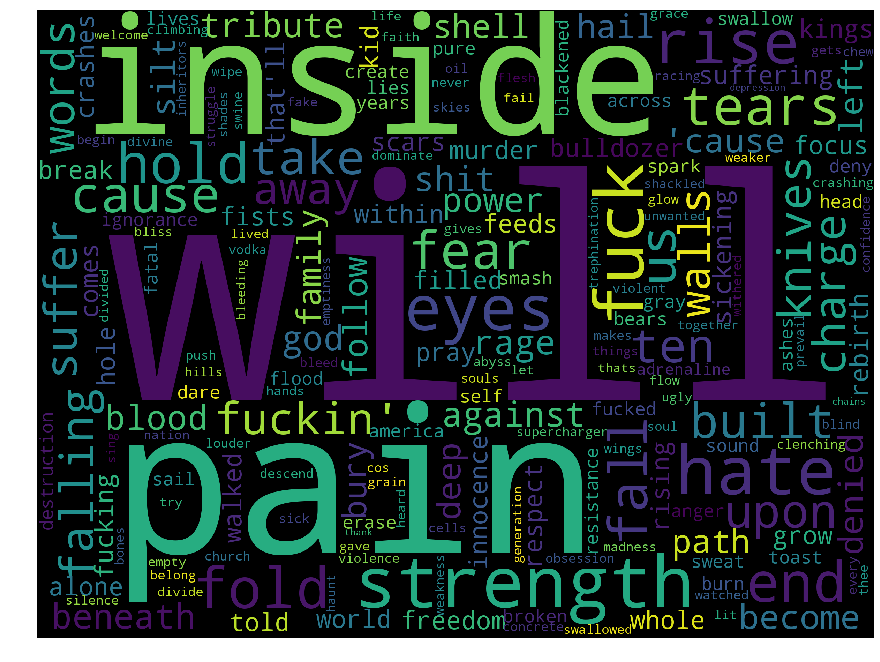 inside
will
pain
strength
hate
fuck
fear
eyes
rise
tears
hold
take
cause
away
words
silt
tribute
shell
hail
kings
suffering
left
knives
charge
us
walls
ten
built
upon
denied
end
become
fall
fold
falling
suffer
beneath
fuckin'
against
blood
deep
bury
innocence
respect
resistance
rising
path
grow
toast
whole
freedom
world
told
alone
fucking
walked
sail
destruction
family
god
follow
pray
rage
power
feeds
filled
smash
within
shit
murder
bulldozer
'cause
focus
deny
head
rebirth
ashes
prevail
confidence
crashing
weaker
spark
shackled
glow
unwanted
sickening
withered
violent
gray
bears
together
makes
things
thats
adrenaline
flow
ugly
trephination
gives
abyss
let
souls
self
america
supercharger
fucked
soul
wings
sound
clenching
blind
chains
anger
sweat
burn
watched
every
thee
lit
madness
obsession
broken
concrete
swallowed
generation
weakness
cells
violence
thank
gave
erase
heard
cos
grain
haunt
sick
church
descend
louder
nation
sing
try
empty
bones
belong
divide
silence
push
hills
dare
flood
hands
bleed
bleeding
emptiness
vodka
lived
fists
ignorance
bliss
fatal
divided
comes
hole
break
begin
divine
struggle
shades
swine
fake
wipe
inheritors
that'll
crashes
lives
climbing
welcome
kid
life
faith
pure
create
lies
years
scars
dominate
oil
never
skies
flesh
fail
blackened
across
racing
depression
grace
swallow
gets
chew